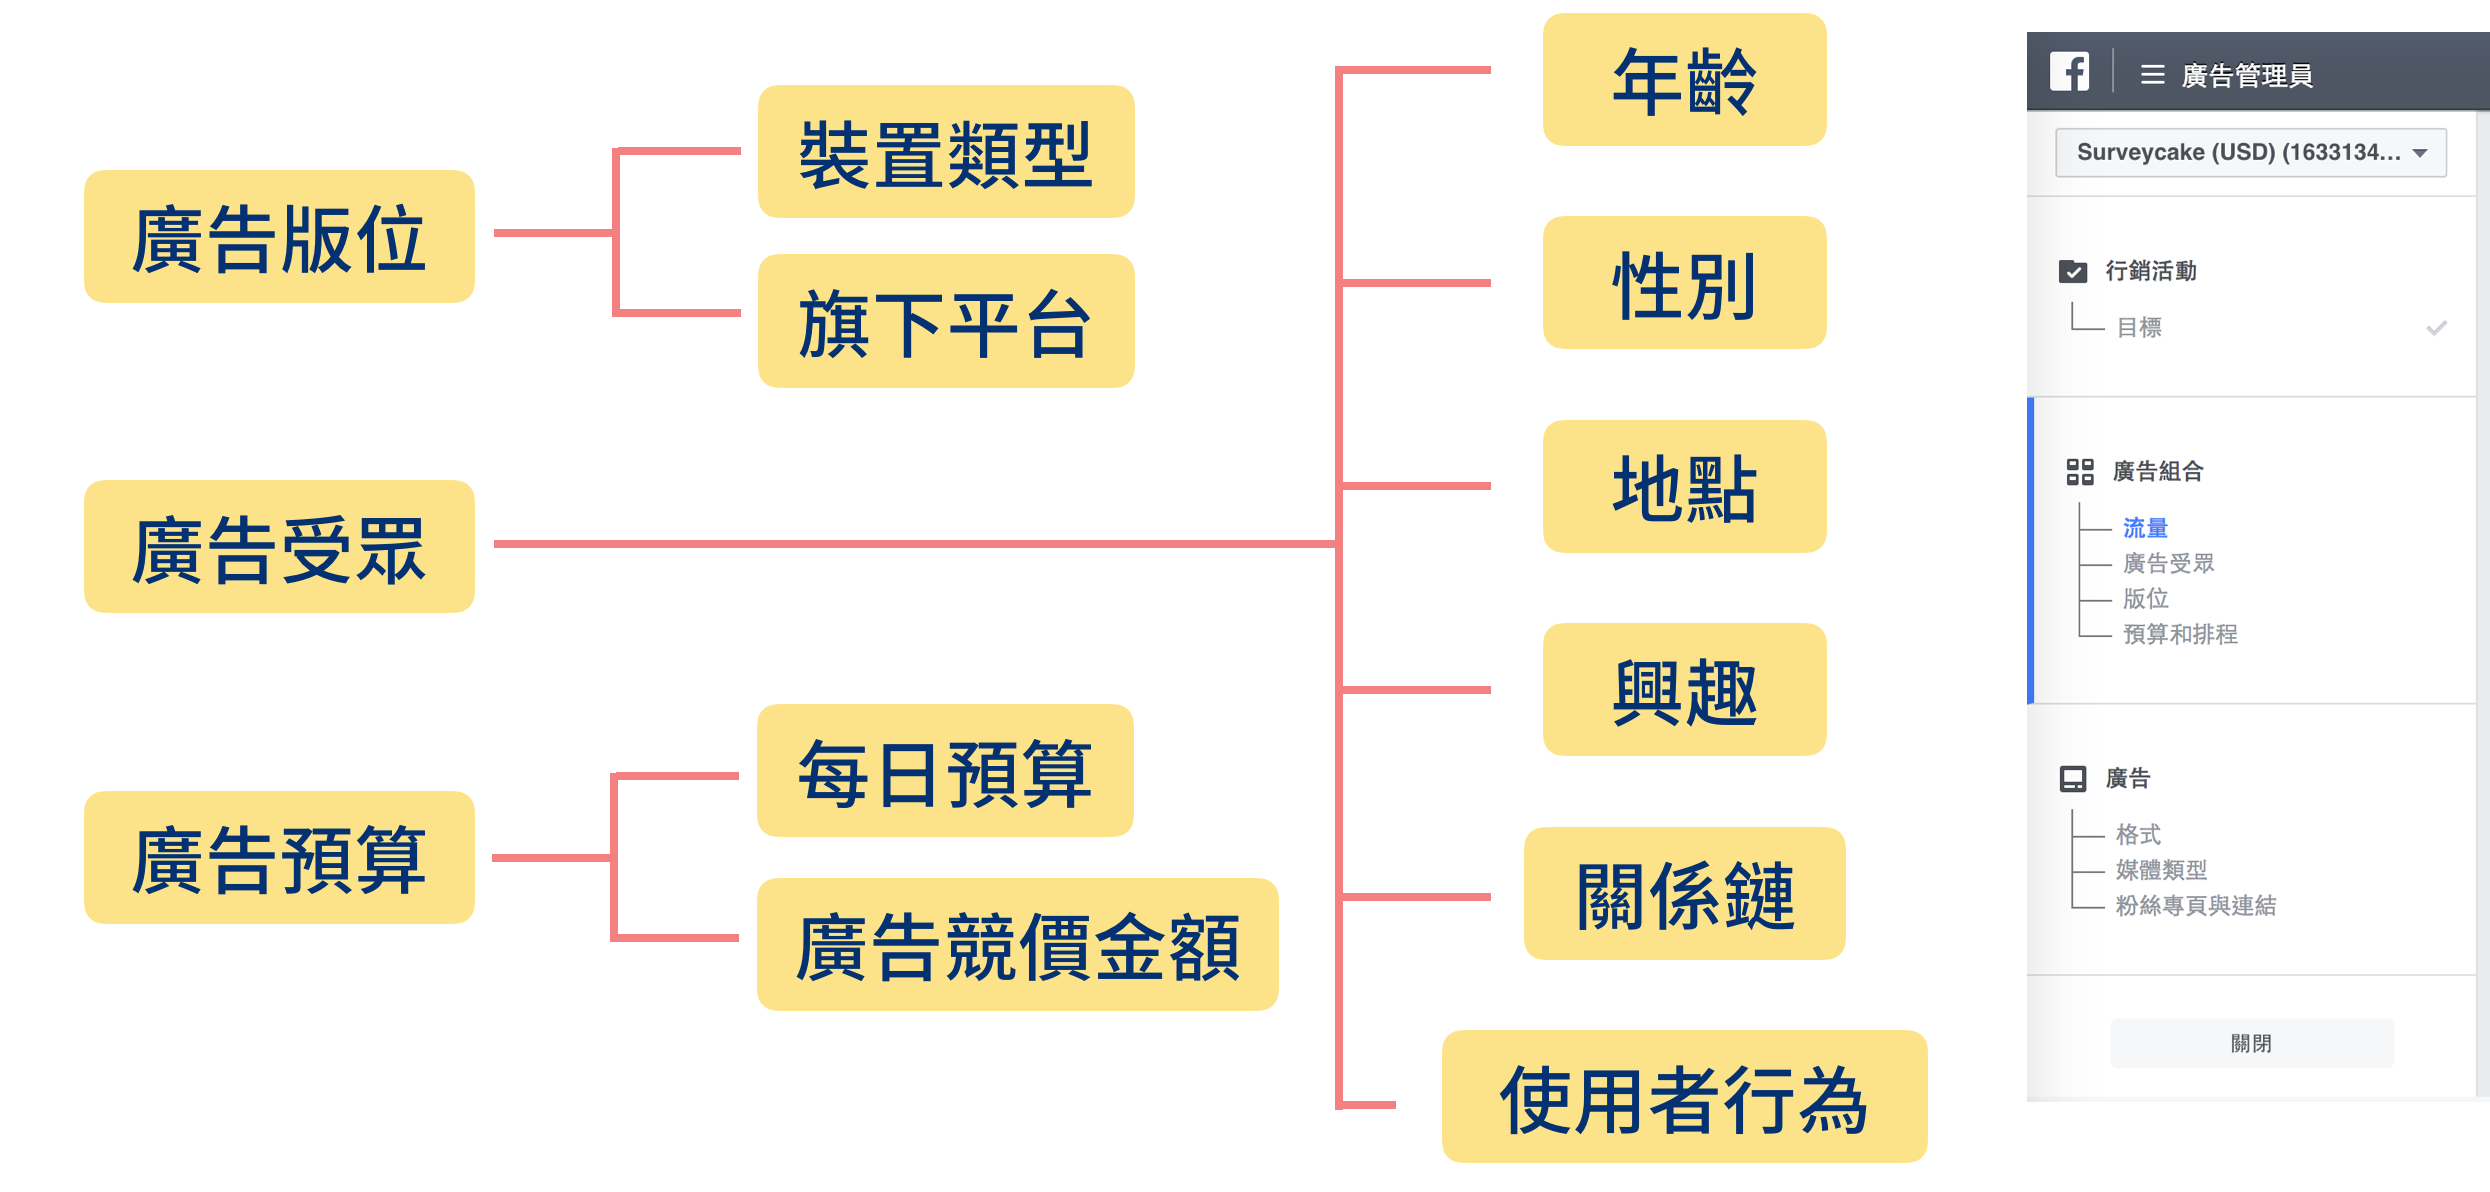 廣告版位
裝置類型
旗下平台
廣告受眾
年齡
性別
地點
興趣
關係鏈
使用者行為
廣告預算
每日預算
廣告競價金額
廣告管理員
Surveycake (USD) (1633134...
行銷活動
目標
廣告組合
流量
廣告受眾
版位
預算和排程
廣告
格式
媒體類型
粉絲專頁與連結
關閉